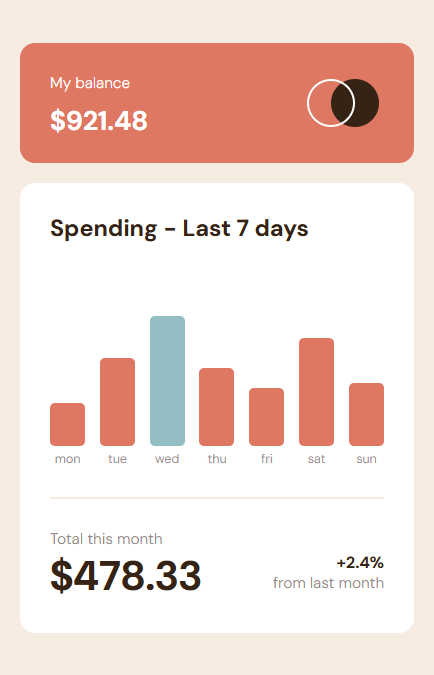 My balance
$921.48
Spending - Last 7 days
mon tue wed thu fri sat sun
Total this month
$478.33
+2.4%
from last month